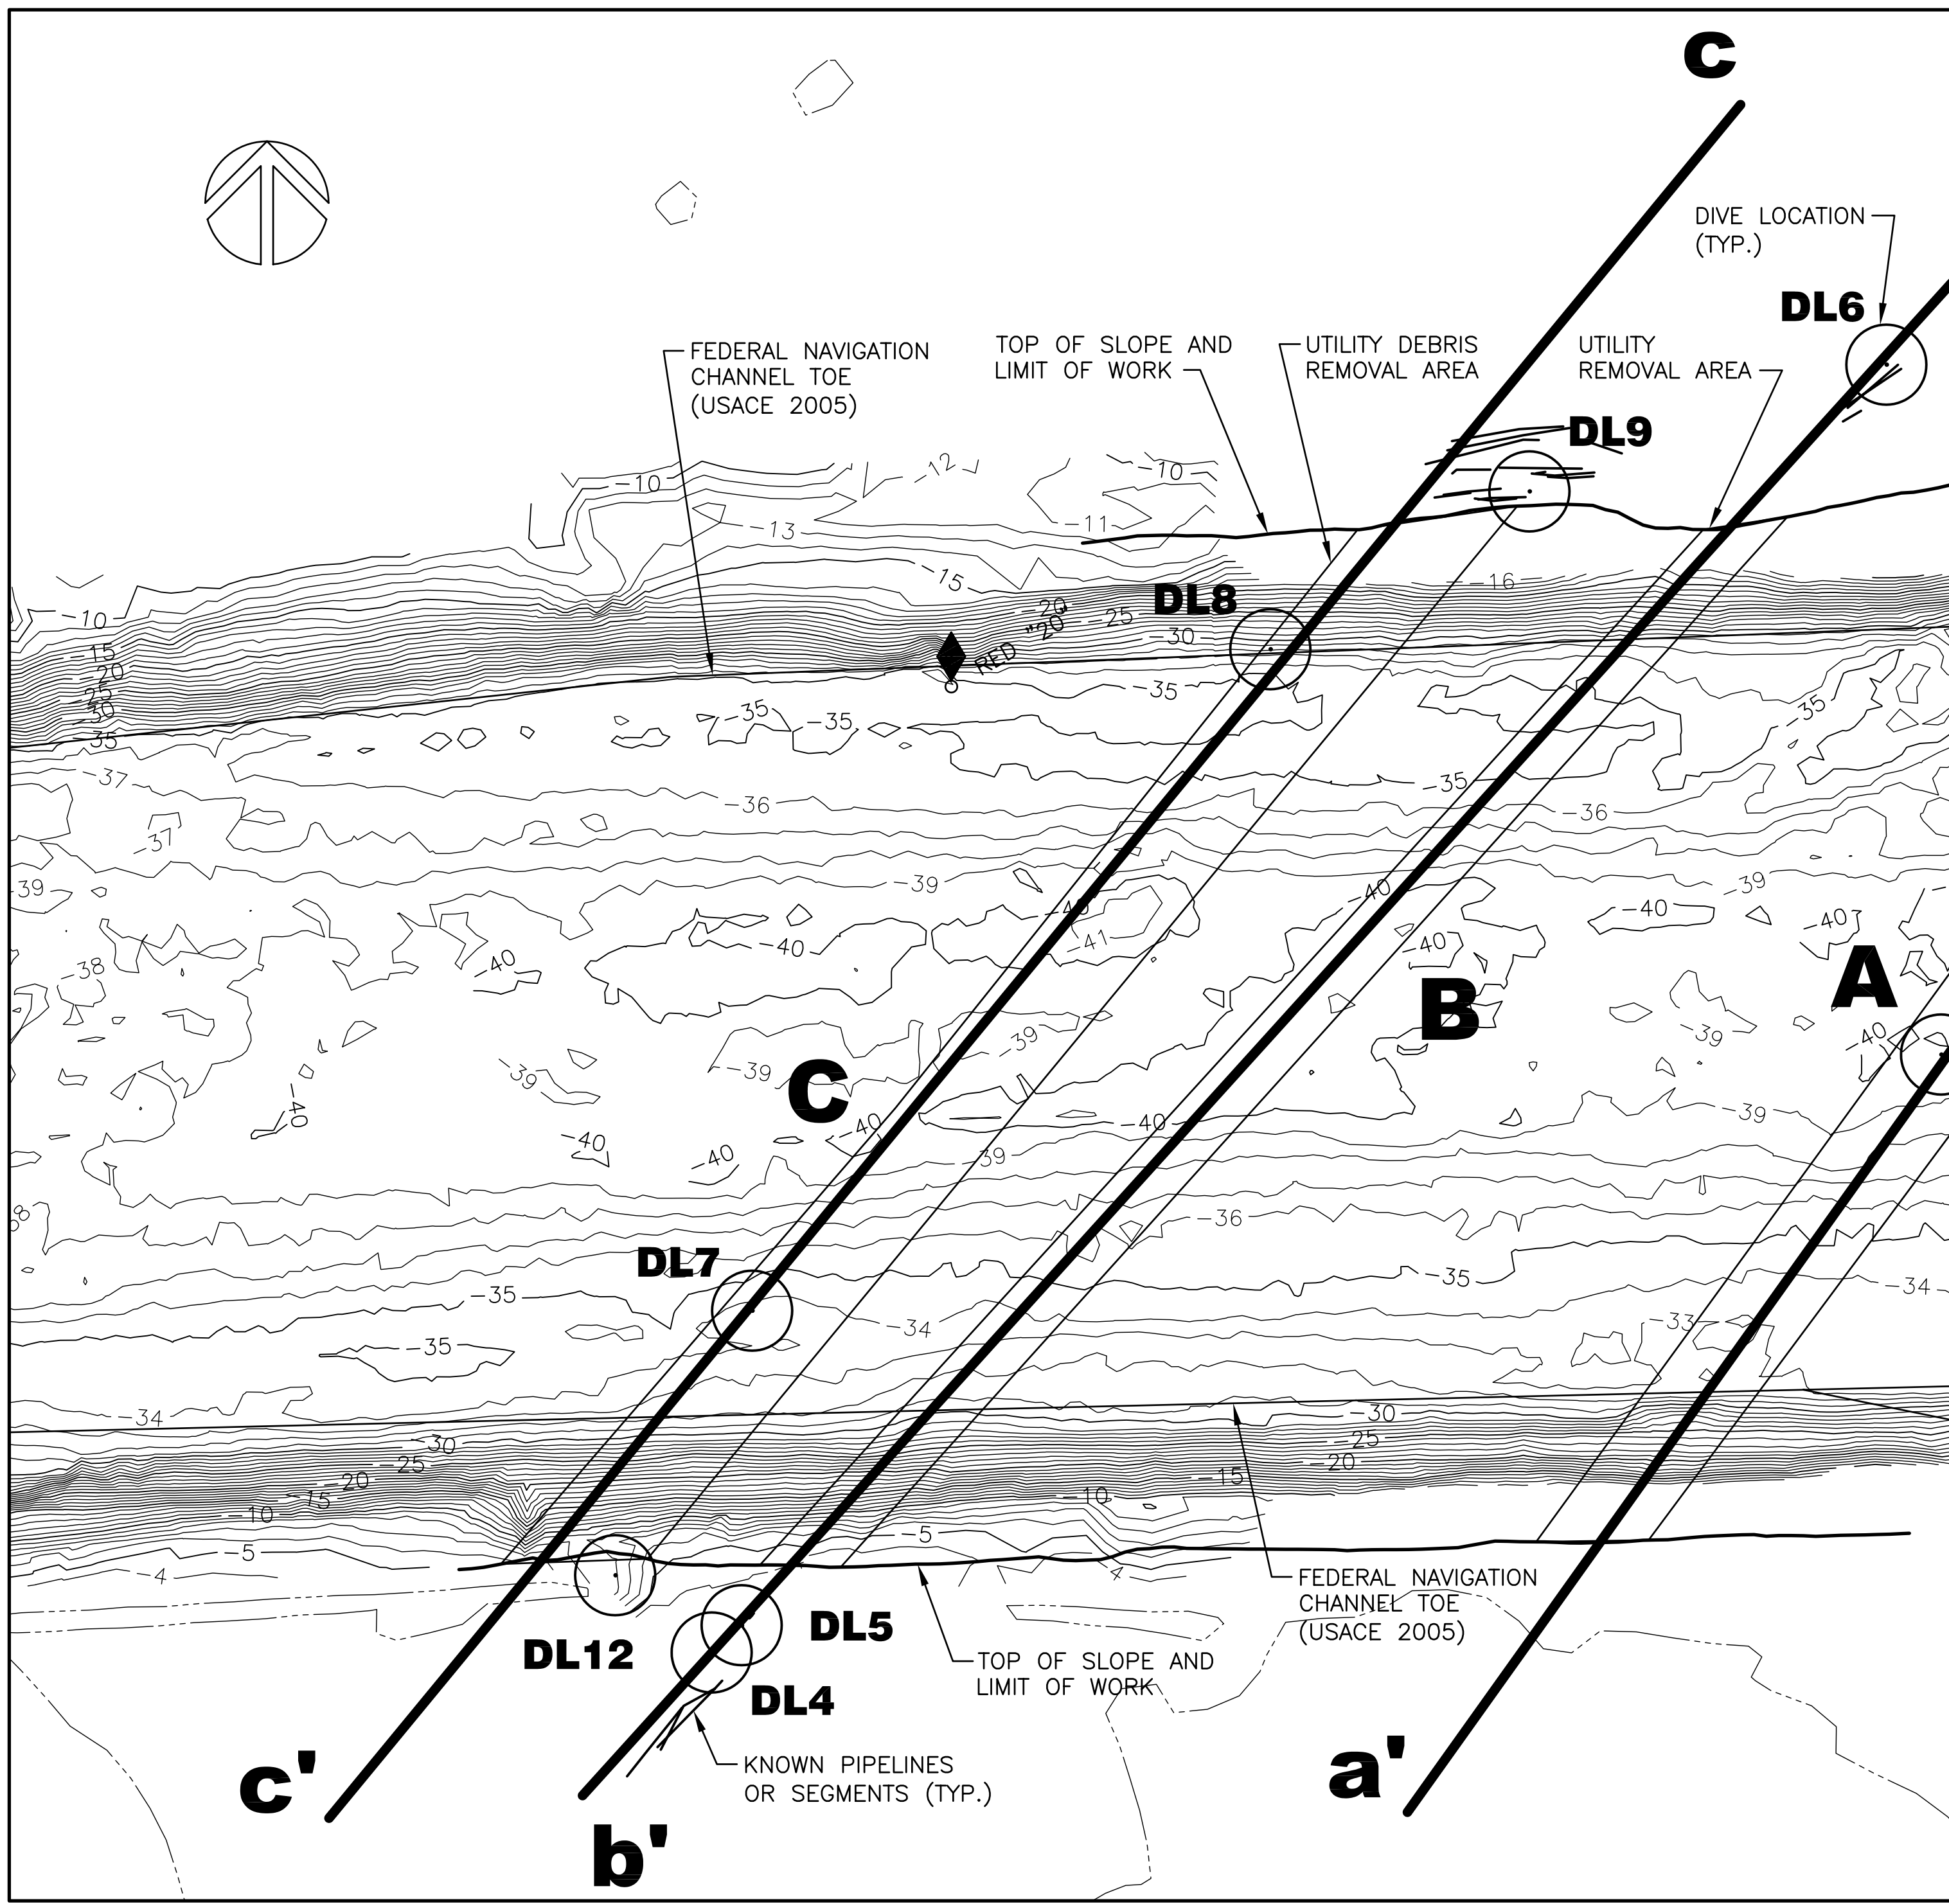 C
DIVE LOCATION
(TYP.)
DL6
FEDERAL NAVIGATION
CHANNEL TOE
(USACE 2005)
TOP OF SLOPE AND
LIMIT OF WORK
UTILITY DEBRIS
REMOVAL AREA
UTILITY
REMOVAL AREA
DL9
-10
-12
-10
-13
-11
-15
-16
DL8
-10
-20
-25
-30
RED "20"
-15
-20
-25
-30
-35
-35
-35
-35
-35
-37
-35
-36
-36
-37
-39
-39
-39
-40
-40
-40
-40
-40
-40
-41
-38
-40
A
B
-39
-39
-40
-39
-39
C
-40
-40
-40
-40
-40
-39
-39
-36
DL7
-35
-35
-34
-34
-33
-35
-34
-30
-30
-25
-25
-20
-20
-15
-15
-10
-10
-5
-5
-4
4
FEDERAL NAVIGATION
CHANNEL TOE
(USACE 2005)
DL5
DL12
TOP OF SLOPE AND
LIMIT OF WORK
DL4
KNOWN PIPELINES
OR SEGMENTS (TYP.)
c'
a'
b'